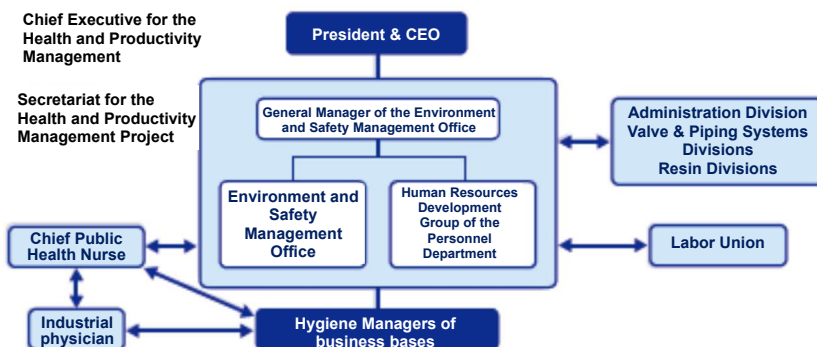 Chief Executive for the
Health and Productivity
Management
President & CEO
Secretariat for the
Health and Productivity
Management Project
General Manager of the Environment
and Safety Management Office
Environment and
Safety
Management
Office
Human Resources
Development
Group of the
Personnel
Department
Administration Division
Valve & Piping Systems
Divisions
Resin Divisions
Chief Public
Health Nurse
Labor Union
Industrial
physician
Hygiene Managers of
business bases